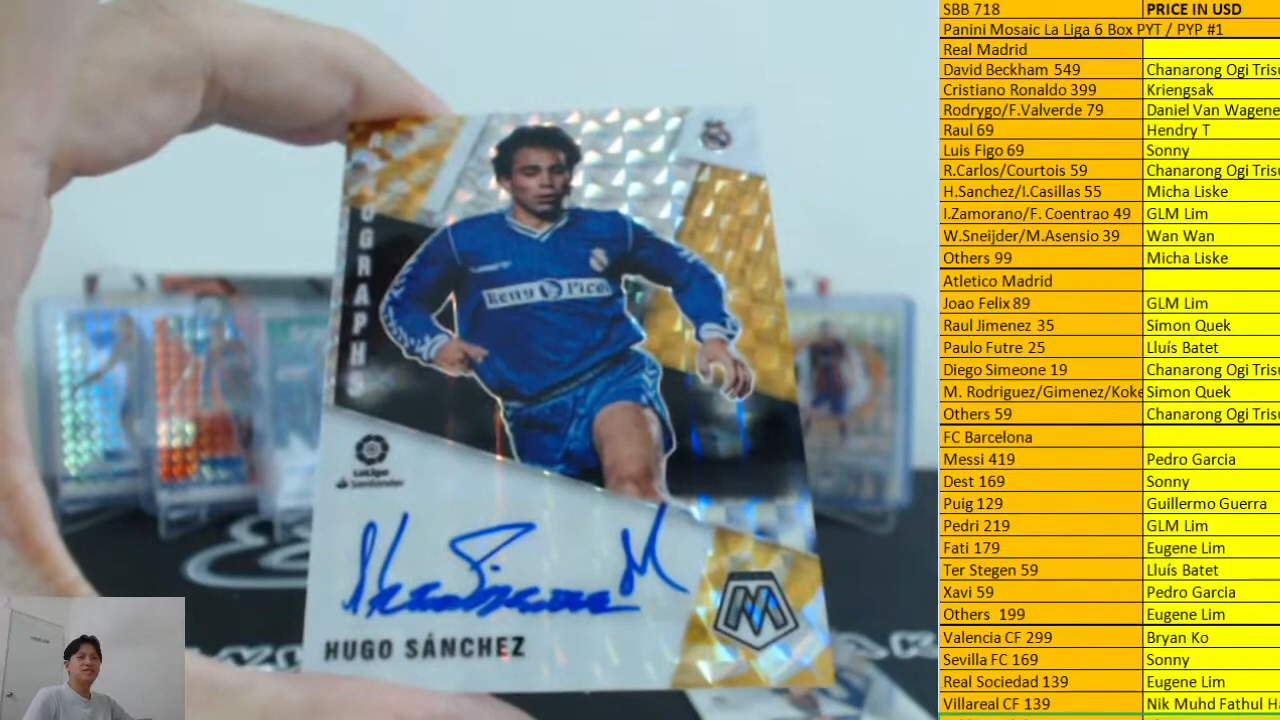 SBB 718 PRICE IN USD
Panini Mosaic La Liga 6 Box PYT / PYP #1
Real Madrid
David Beckham 549 Chanarong Ogi Trisu
Cristiano Ronaldo 399 Kriengsak
Rodrygo/F.Valverde 79 Daniel Van Wagene
Raul 69 Hendry T
Luis Figo 69 Sonny
R.Carlos/Courtois 59 Chanarong Ogi Trisu
H.Sanchez/I.Casillas 55 Micha Liske
I.Zamorano/F. Coentrao 49 GLM Lim
W.Sneijder/M.Asensio 39 Wan Wan
Others 99 Micha Liske
Atletico Madrid
Joao Felix 89 GLM Lim
Raul Jimenez 35 Simon Quek
Paulo Futre 25 Lluís Batet
Diego Simeone 19 Chanarong Ogi Trisu
M. Rodriguez/Gimenez/Koke Simon Quek
Others 59 Chanarong Ogi Trisu
FC Barcelona
Messi 419 Pedro Garcia
Dest 169 Sonny
Puig 129 Guillermo Guerra
Pedri 219 GLM Lim
Fati 179 Eugene Lim
Ter Stegen 59 Lluís Batet
Xavi 59 Pedro Garcia
Others 199 Eugene Lim
Valencia CF 299 Bryan Ko
Sevilla FC 169 Sonny
Real Sociedad 139 Eugene Lim
Villareal CF 139 Nik Muhd Fathul Ha
Reny Picot
LaLiga
Santander
HUGO SÁNCHEZ